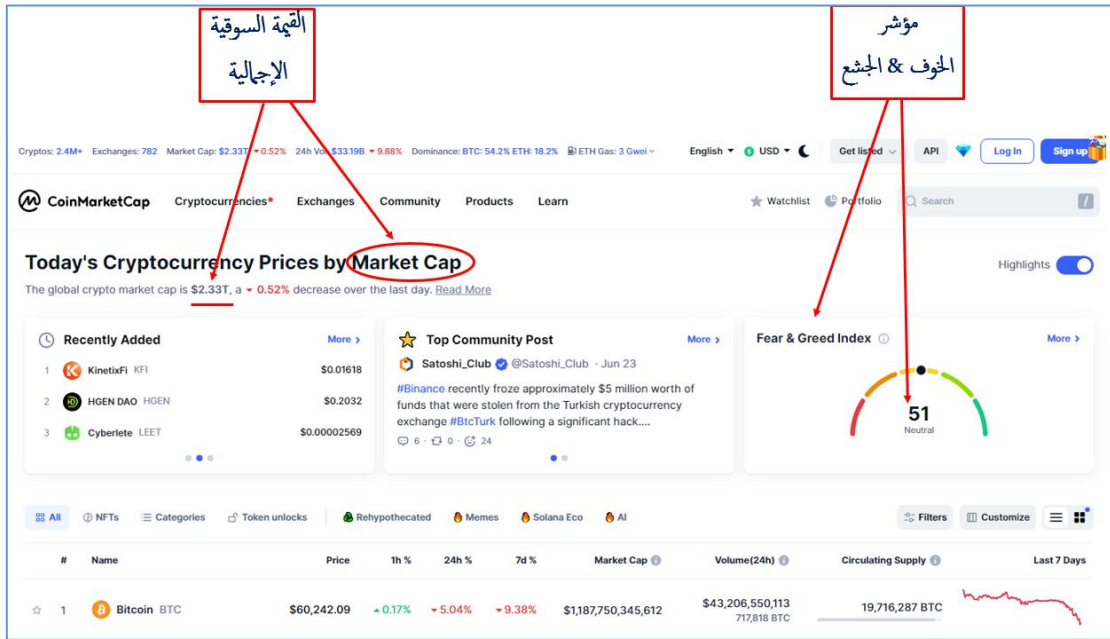 القيمة السوقية
الإجمالية
مؤشر
الخوف & الجشع
Cryptos: 2.4M+ Exchanges: 782 Market Cap: $2.33T 0.52% 24h Vol $33.19B 9.88% Dominance: BTC: 54.2% ETH: 18.2% ETH Gas: 3 Gwei English USD Get listed API Log In Sign up
CoinMarketCap Cryptocurrencies Exchanges Community Products Learn Watchlist Portfolio Search /
Today's Cryptocurrency Prices by Market Cap
Highlights
The global crypto market cap is $2.33T, a 0.52% decrease over the last day. Read More
Recently Added More >
1 KinetixFi KFI $0.01618
2 HGEN DAO HGEN $0.2032
3 Cyberlete LEET $0.00002569
Top Community Post More >
Satoshi_Club @Satoshi_Club · Jun 23
#Binance recently froze approximately $5 million worth of
funds that were stolen from the Turkish cryptocurrency
exchange #BtcTurk following a significant hack....
6 · 0 · 24
Fear & Greed Index More >
51
Neutral
All NFTs Categories Token unlocks Rehypothecated Memes Solana Eco AI Filters Customize
# Name Price 1h % 24h % 7d % Market Cap Volume(24h) Circulating Supply Last 7 Days
1 Bitcoin BTC $60,242.09 0.17% 5.04% 9.38% $1,187,750,345,612 $43,206,550,113 19,716,287 BTC
717,818 BTC